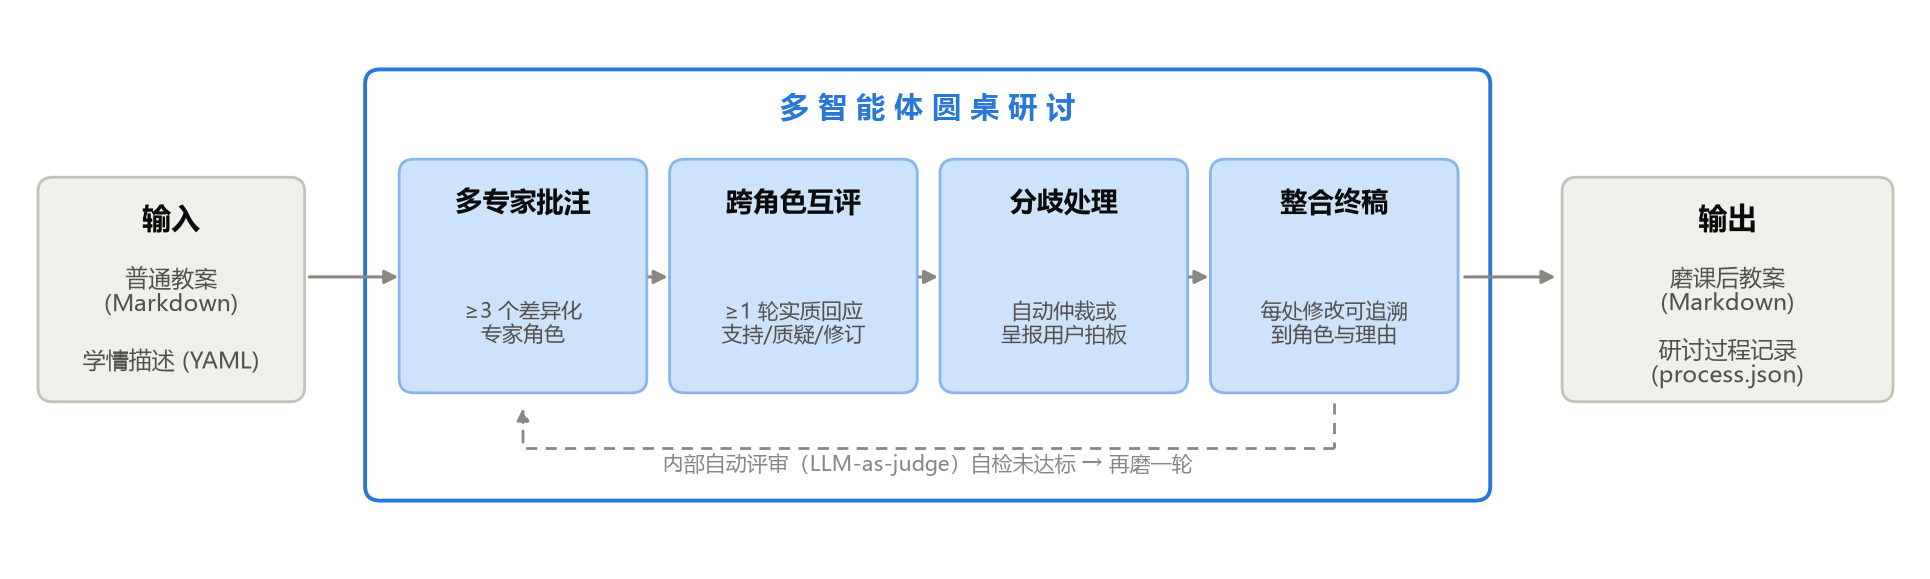 多智能体圆桌研讨
输入
普通教案
(Markdown)
学情描述 (YAML)
多专家批注
≥3 个差异化
专家角色
跨角色互评
≥1 轮实质回应
支持/质疑/修订
分歧处理
自动仲裁或
呈报用户拍板
整合终稿
每处修改可追溯
到角色与理由
输出
磨课后教案
(Markdown)
研讨过程记录
(process.json)
内部自动评审（LLM-as-judge）自检未达标 → 再磨一轮